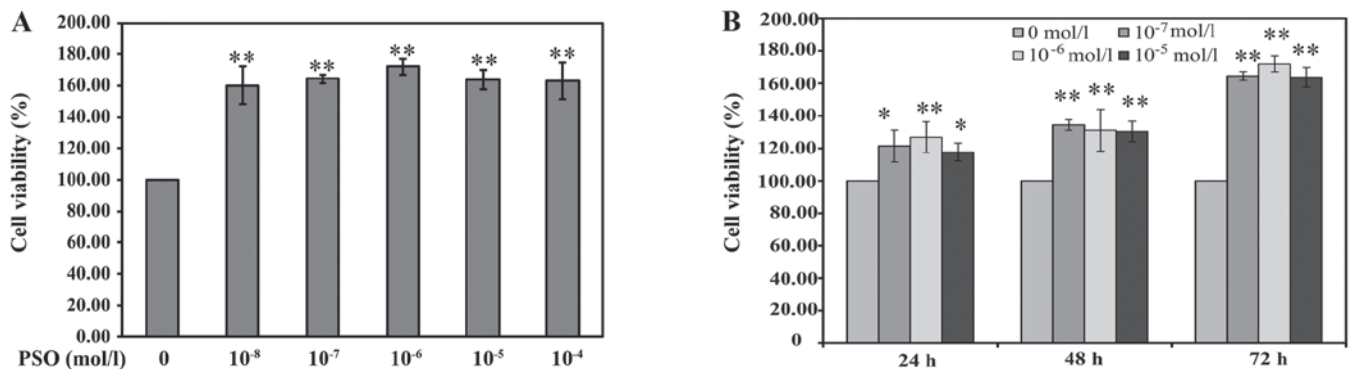 A
Cell viability (%)
200.00
180.00
160.00
140.00
120.00
100.00
80.00
60.00
40.00
20.00
0.00
** ** ** ** **
PSO (mol/l) 0 10⁻⁸ 10⁻⁷ 10⁻⁶ 10⁻⁵ 10⁻⁴
B
Cell viability (%)
200.00
180.00
160.00
140.00
120.00
100.00
80.00
60.00
40.00
20.00
0
0 mol/l 10⁻⁷ mol/l
10⁻⁶ mol/l 10⁻⁵ mol/l
* ** * ** ** ** ** ** **
24 h 48 h 72 h